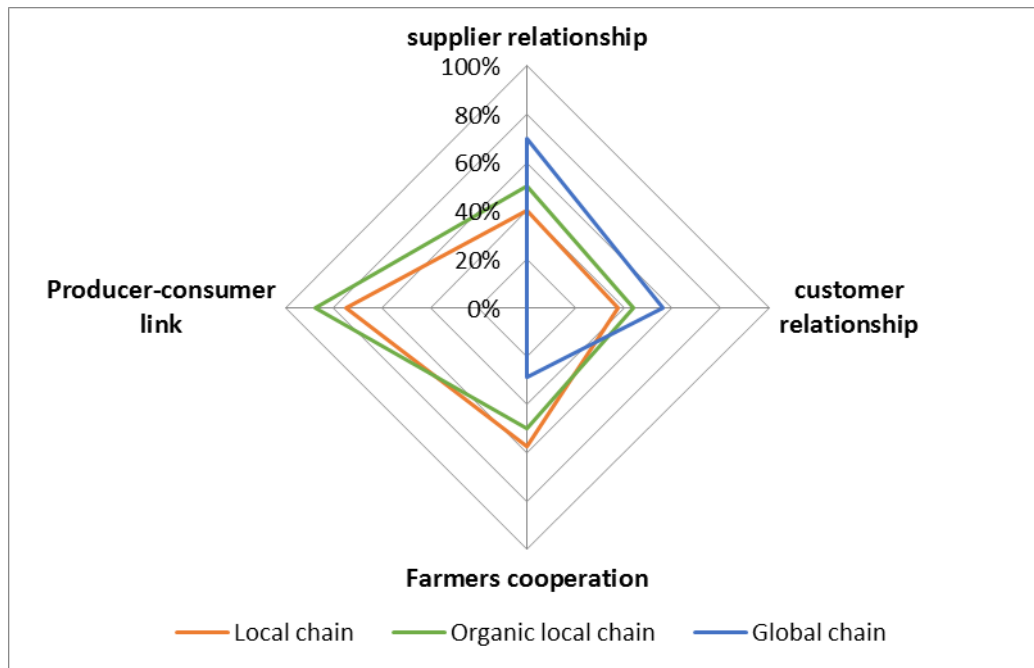 supplier relationship
100%
80%
60%
40%
20%
0%
Producer-consumer
link
customer
relationship
Farmers cooperation
Local chain
Organic local chain
Global chain